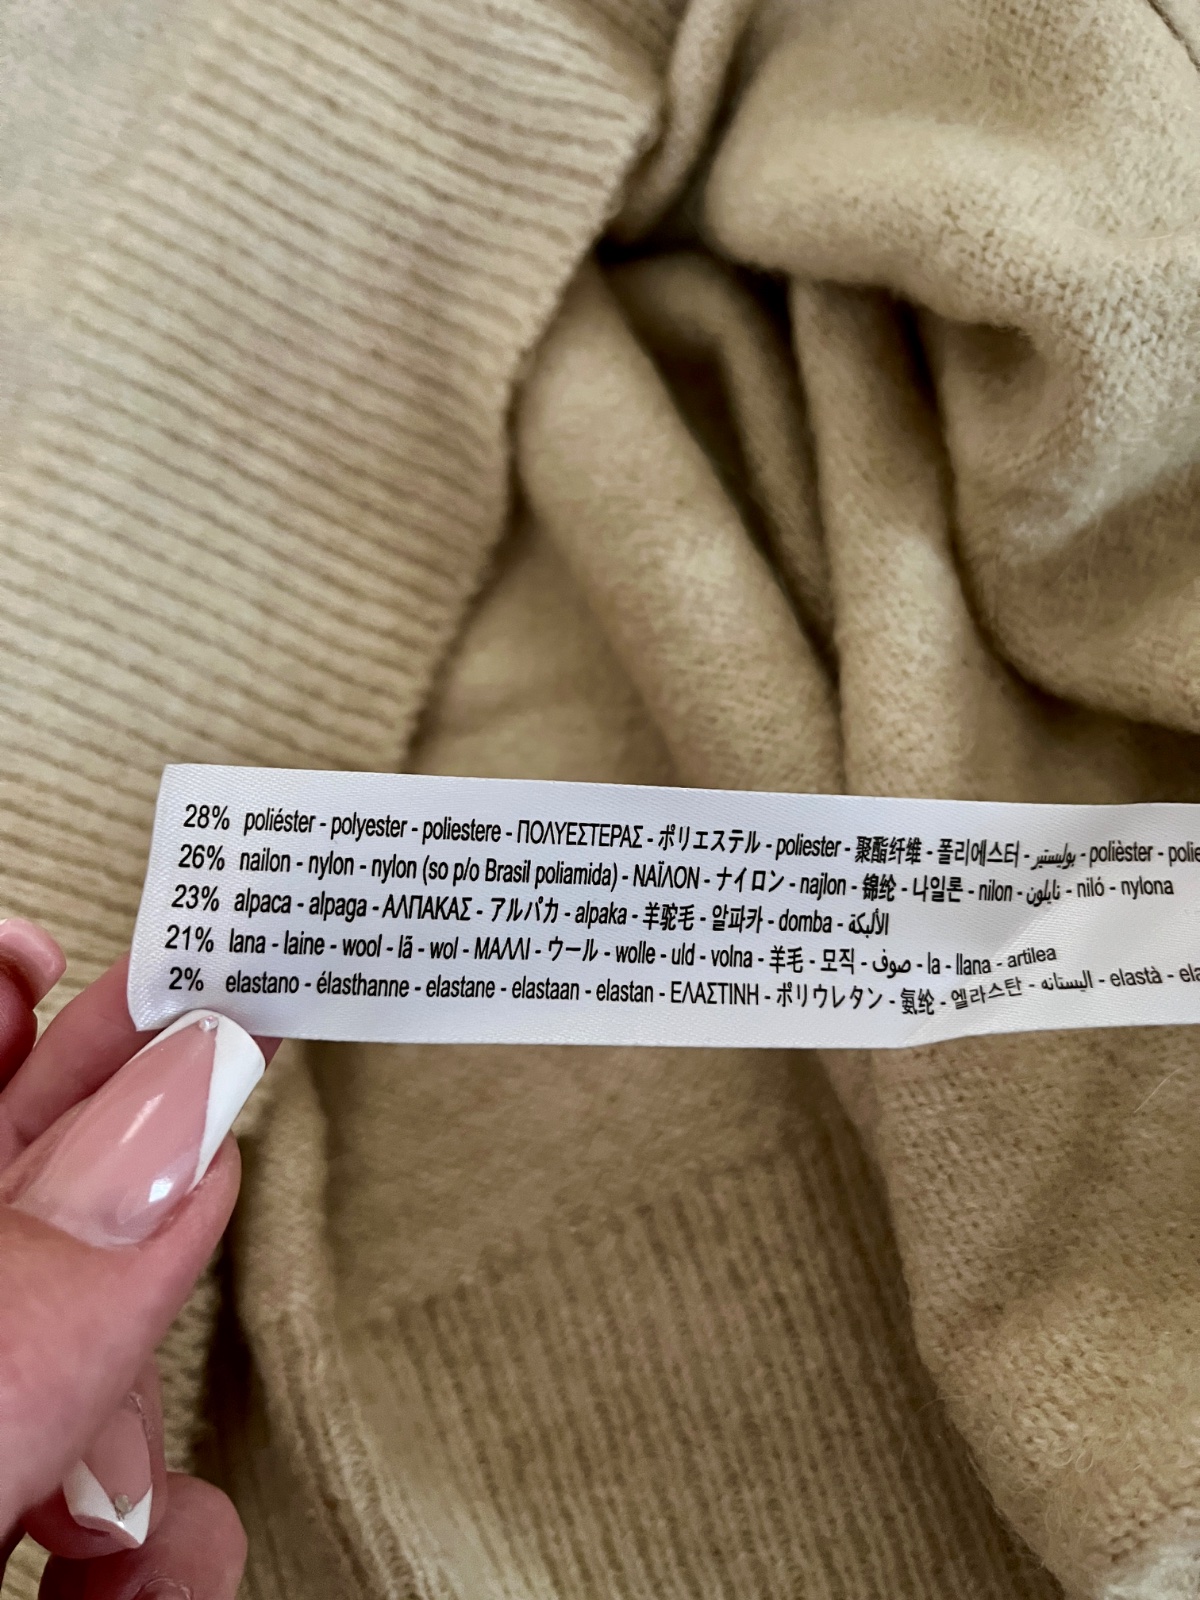 28% poliéster - polyester - poliestere - ΠΟΛΥΕΣΤΕΡΑΣ - ポリエステル - poliester - 聚酯纤维 - 폴리에스터 - بوليستير - polièster - polie
26% nailon - nylon - nylon (so p/o Brasil poliamida) - ΝΑΪΛΟΝ - ナイロン - najlon - 锦纶 - 나일론 - nilon - نايلون - niló - nylona
23% alpaca - alpaga - ΑΛΠΑΚΑΣ - アルパカ - alpaka - 羊驼毛 - 알파카 - domba - الألبكة
21% lana - laine - wool - lã - wol - ΜΑΛΛΙ - ウール - wolle - uld - volna - 羊毛 - 모직 - صوف - la - llana - artilea
2% elastano - élasthanne - elastane - elastaan - elastan - ΕΛΑΣΤΙΝΗ - ポリウレタン - 氨纶 - 엘라스탄 - اليستانه - elastà - ela